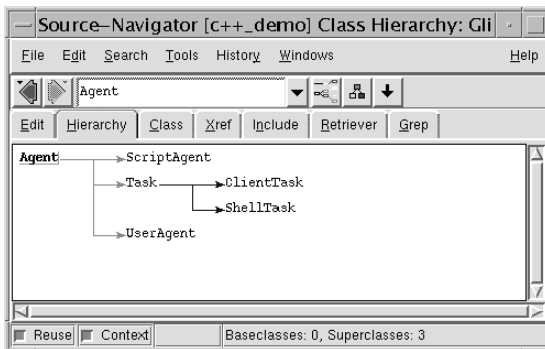 Source-Navigator [c++_demo] Class Hierarchy: Gli
File Edit Search Tools History Windows Help
Agent
Edit Hierarchy Class Xref Include Retriever Grep
Agent ScriptAgent
Task ClientTask
ShellTask
UserAgent
Reuse Context Baseclasses: 0, Superclasses: 3